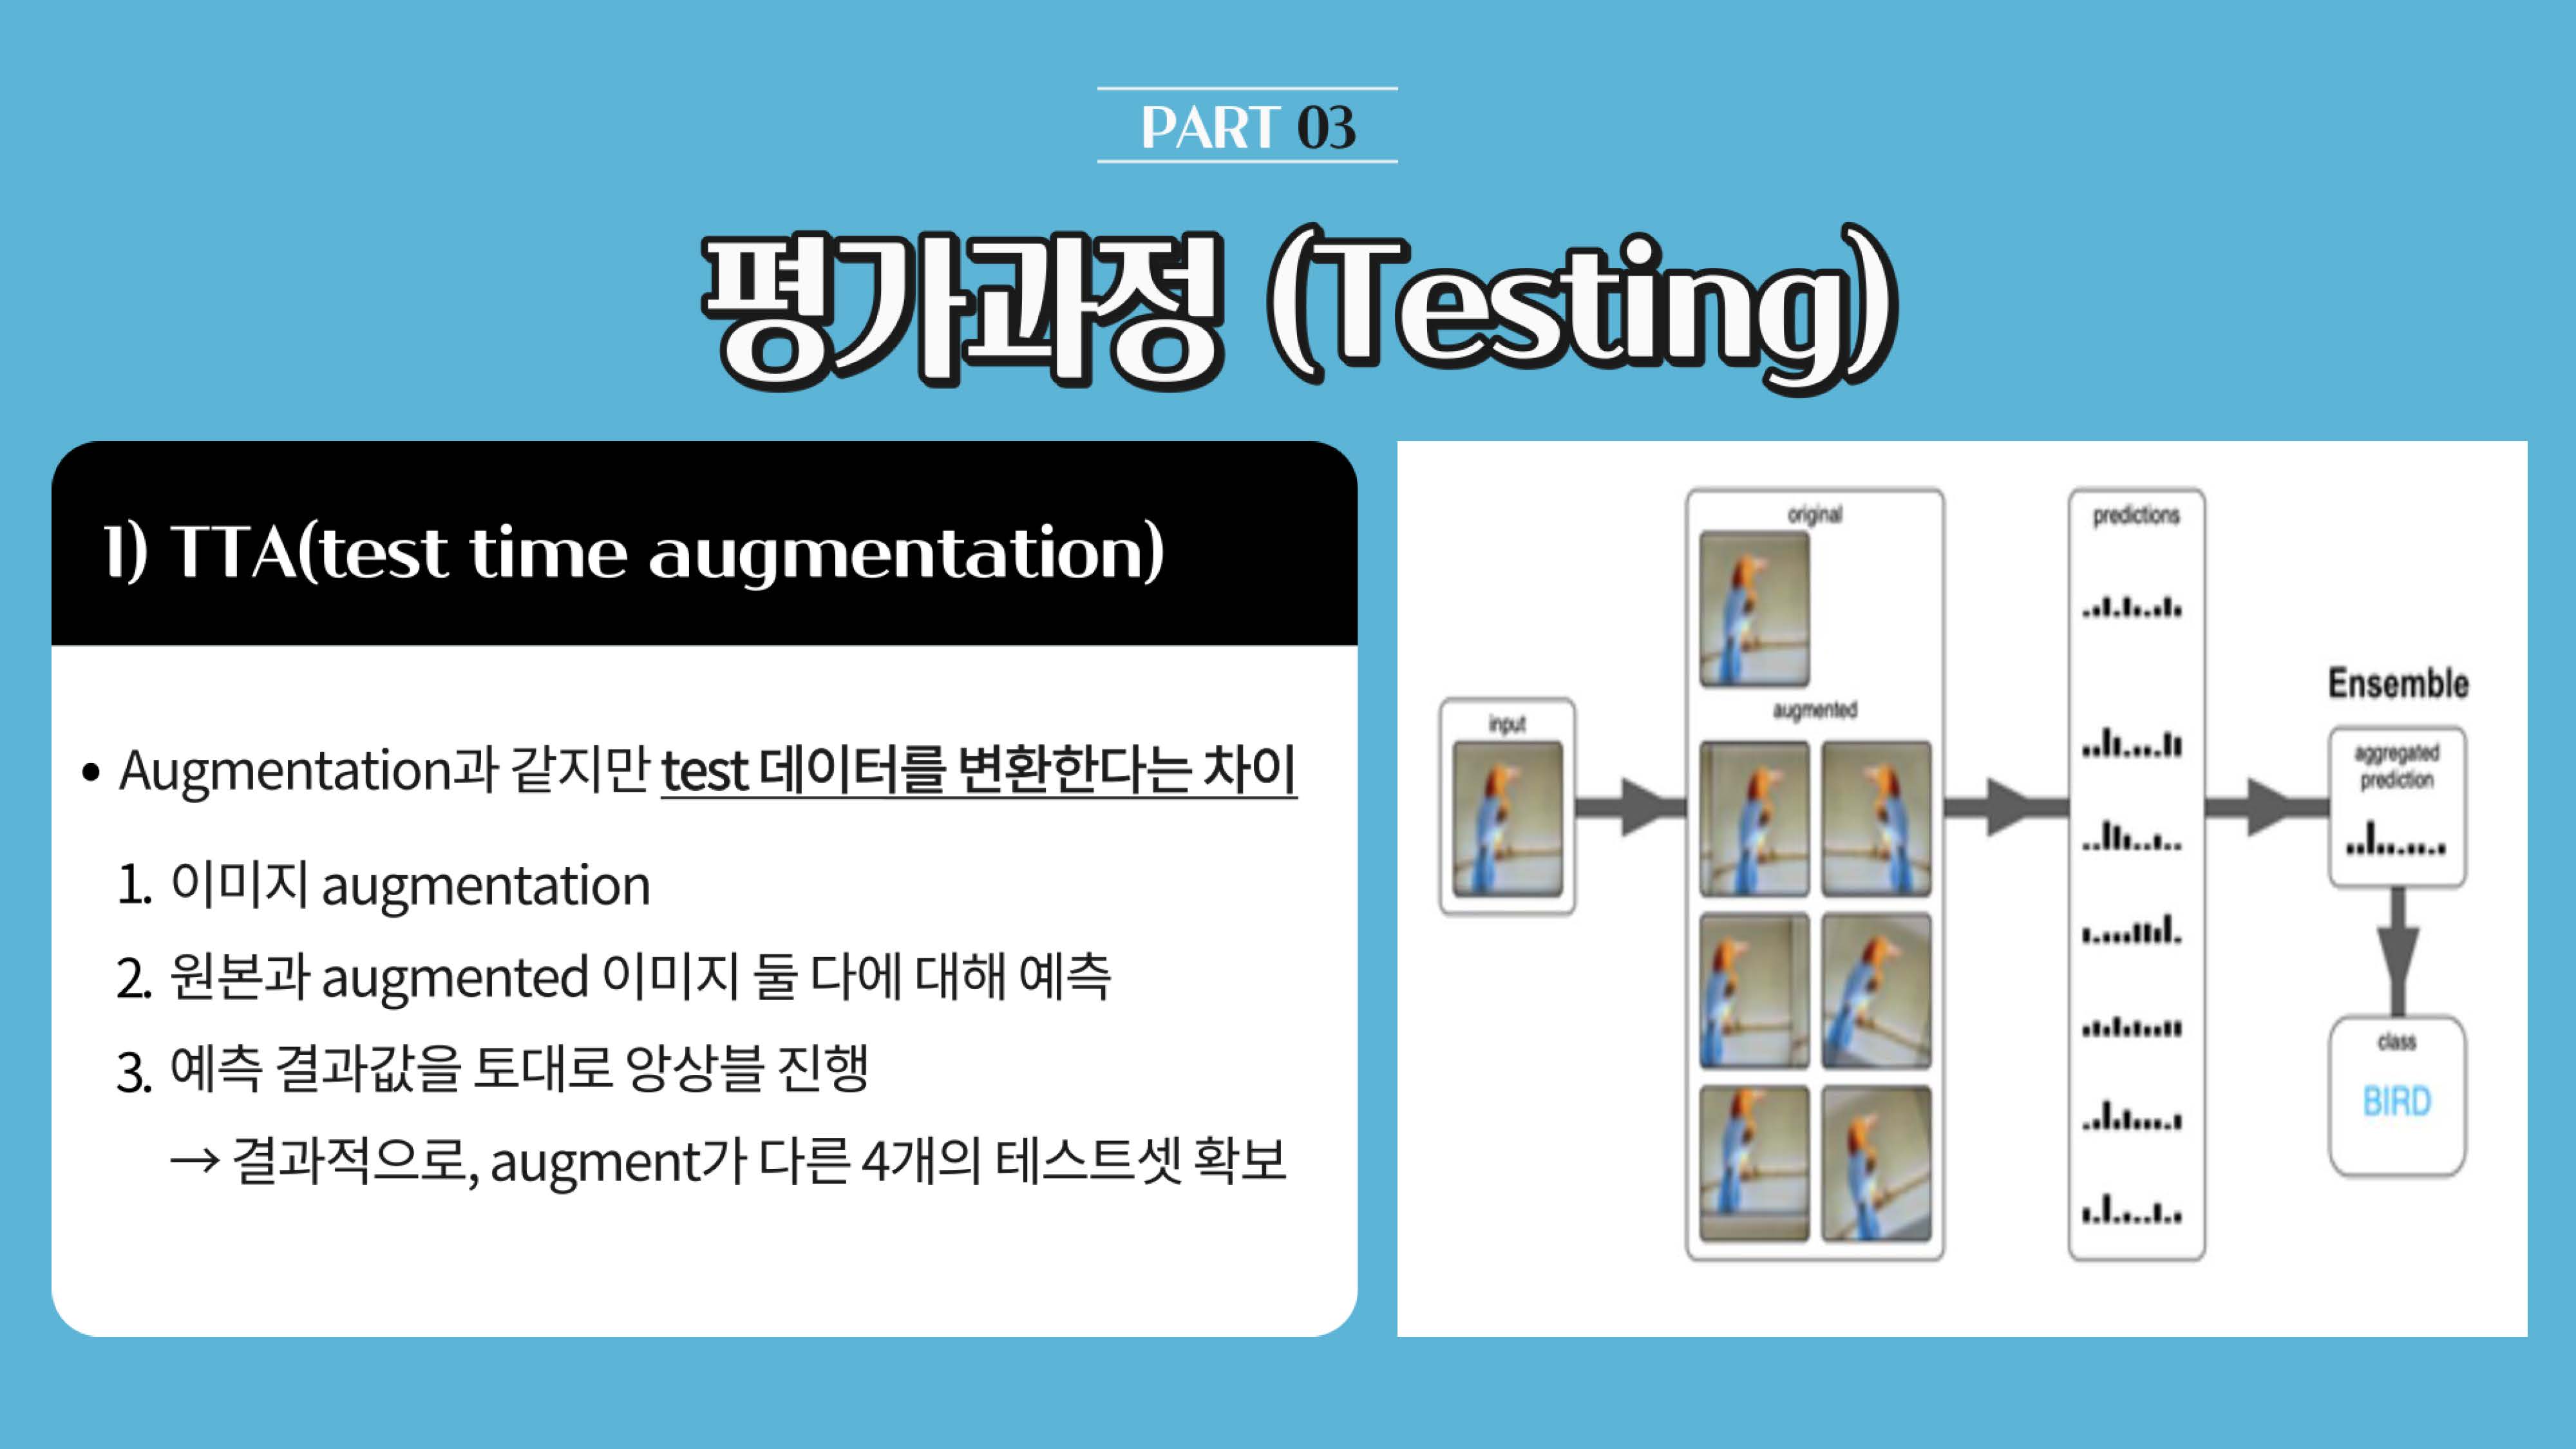 PART 03
평가과정 (Testing)
1) TTA(test time augmentation)
• Augmentation과 같지만 test 데이터를 변환한다는 차이
1. 이미지 augmentation
2. 원본과 augmented 이미지 둘 다에 대해 예측
3. 예측 결과값을 토대로 앙상블 진행
→ 결과적으로, augment가 다른 4개의 테스트셋 확보
input
original
augmented
predictions
Ensemble
aggregated
prediction
class
BIRD